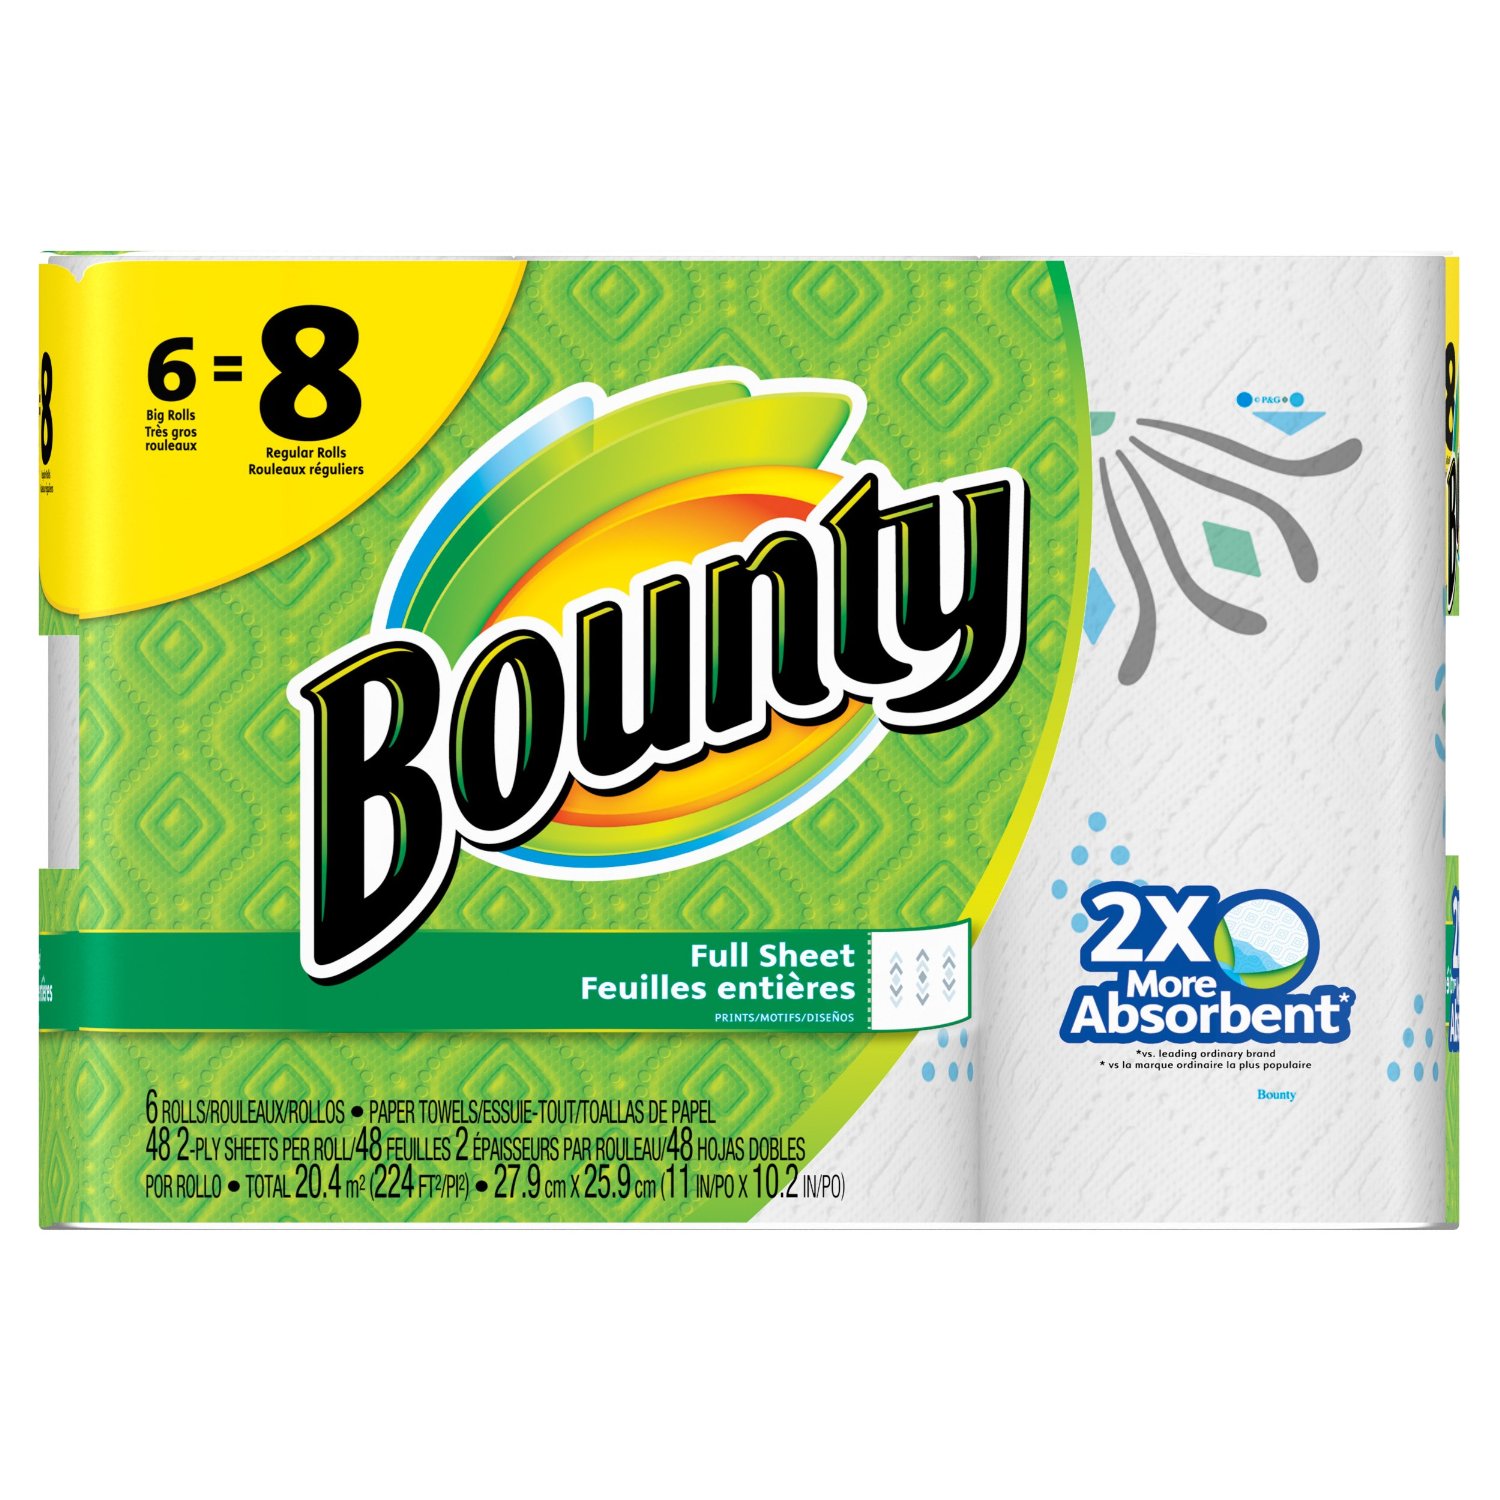 6 = 8
Big Rolls
Très gros
rouleaux
Regular Rolls
Rouleaux réguliers
Bounty
© P&G
Full Sheet
Feuilles entières
PRINTS/MOTIFS/DISEÑOS
2X
More
Absorbent*
*vs. leading ordinary brand
* vs la marque ordinaire la plus populaire
Bounty
6 ROLLS/ROULEAUX/ROLLOS • PAPER TOWELS/ESSUIE-TOUT/TOALLAS DE PAPEL
48 2-PLY SHEETS PER ROLL/48 FEUILLES 2 ÉPAISSEURS PAR ROULEAU/48 HOJAS DOBLES
POR ROLLO • TOTAL 20.4 m² (224 FT²/PI²) • 27.9 cm X 25.9 cm (11 IN/PO X 10.2 IN/PO)
8
8